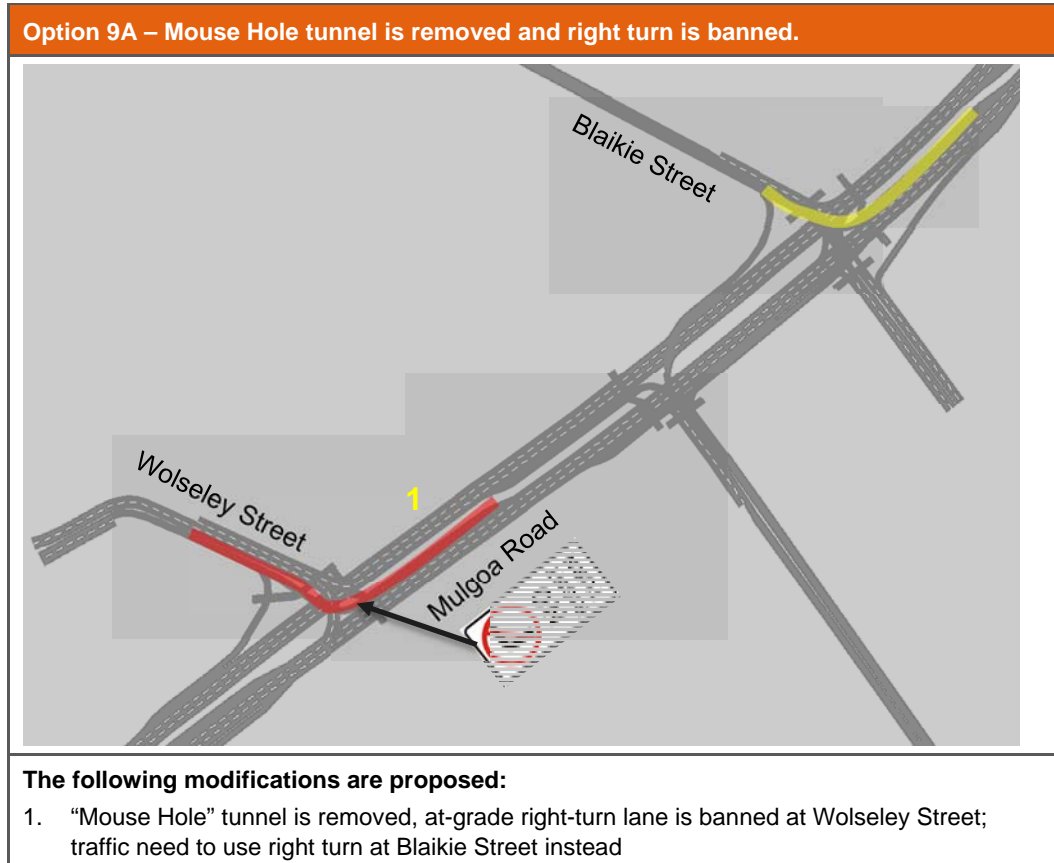 Option 9A – Mouse Hole tunnel is removed and right turn is banned.
Blaikie Street
Wolseley Street
1
Mulgoa Road
The following modifications are proposed:
1. “Mouse Hole” tunnel is removed, at-grade right-turn lane is banned at Wolseley Street;
traffic need to use right turn at Blaikie Street instead